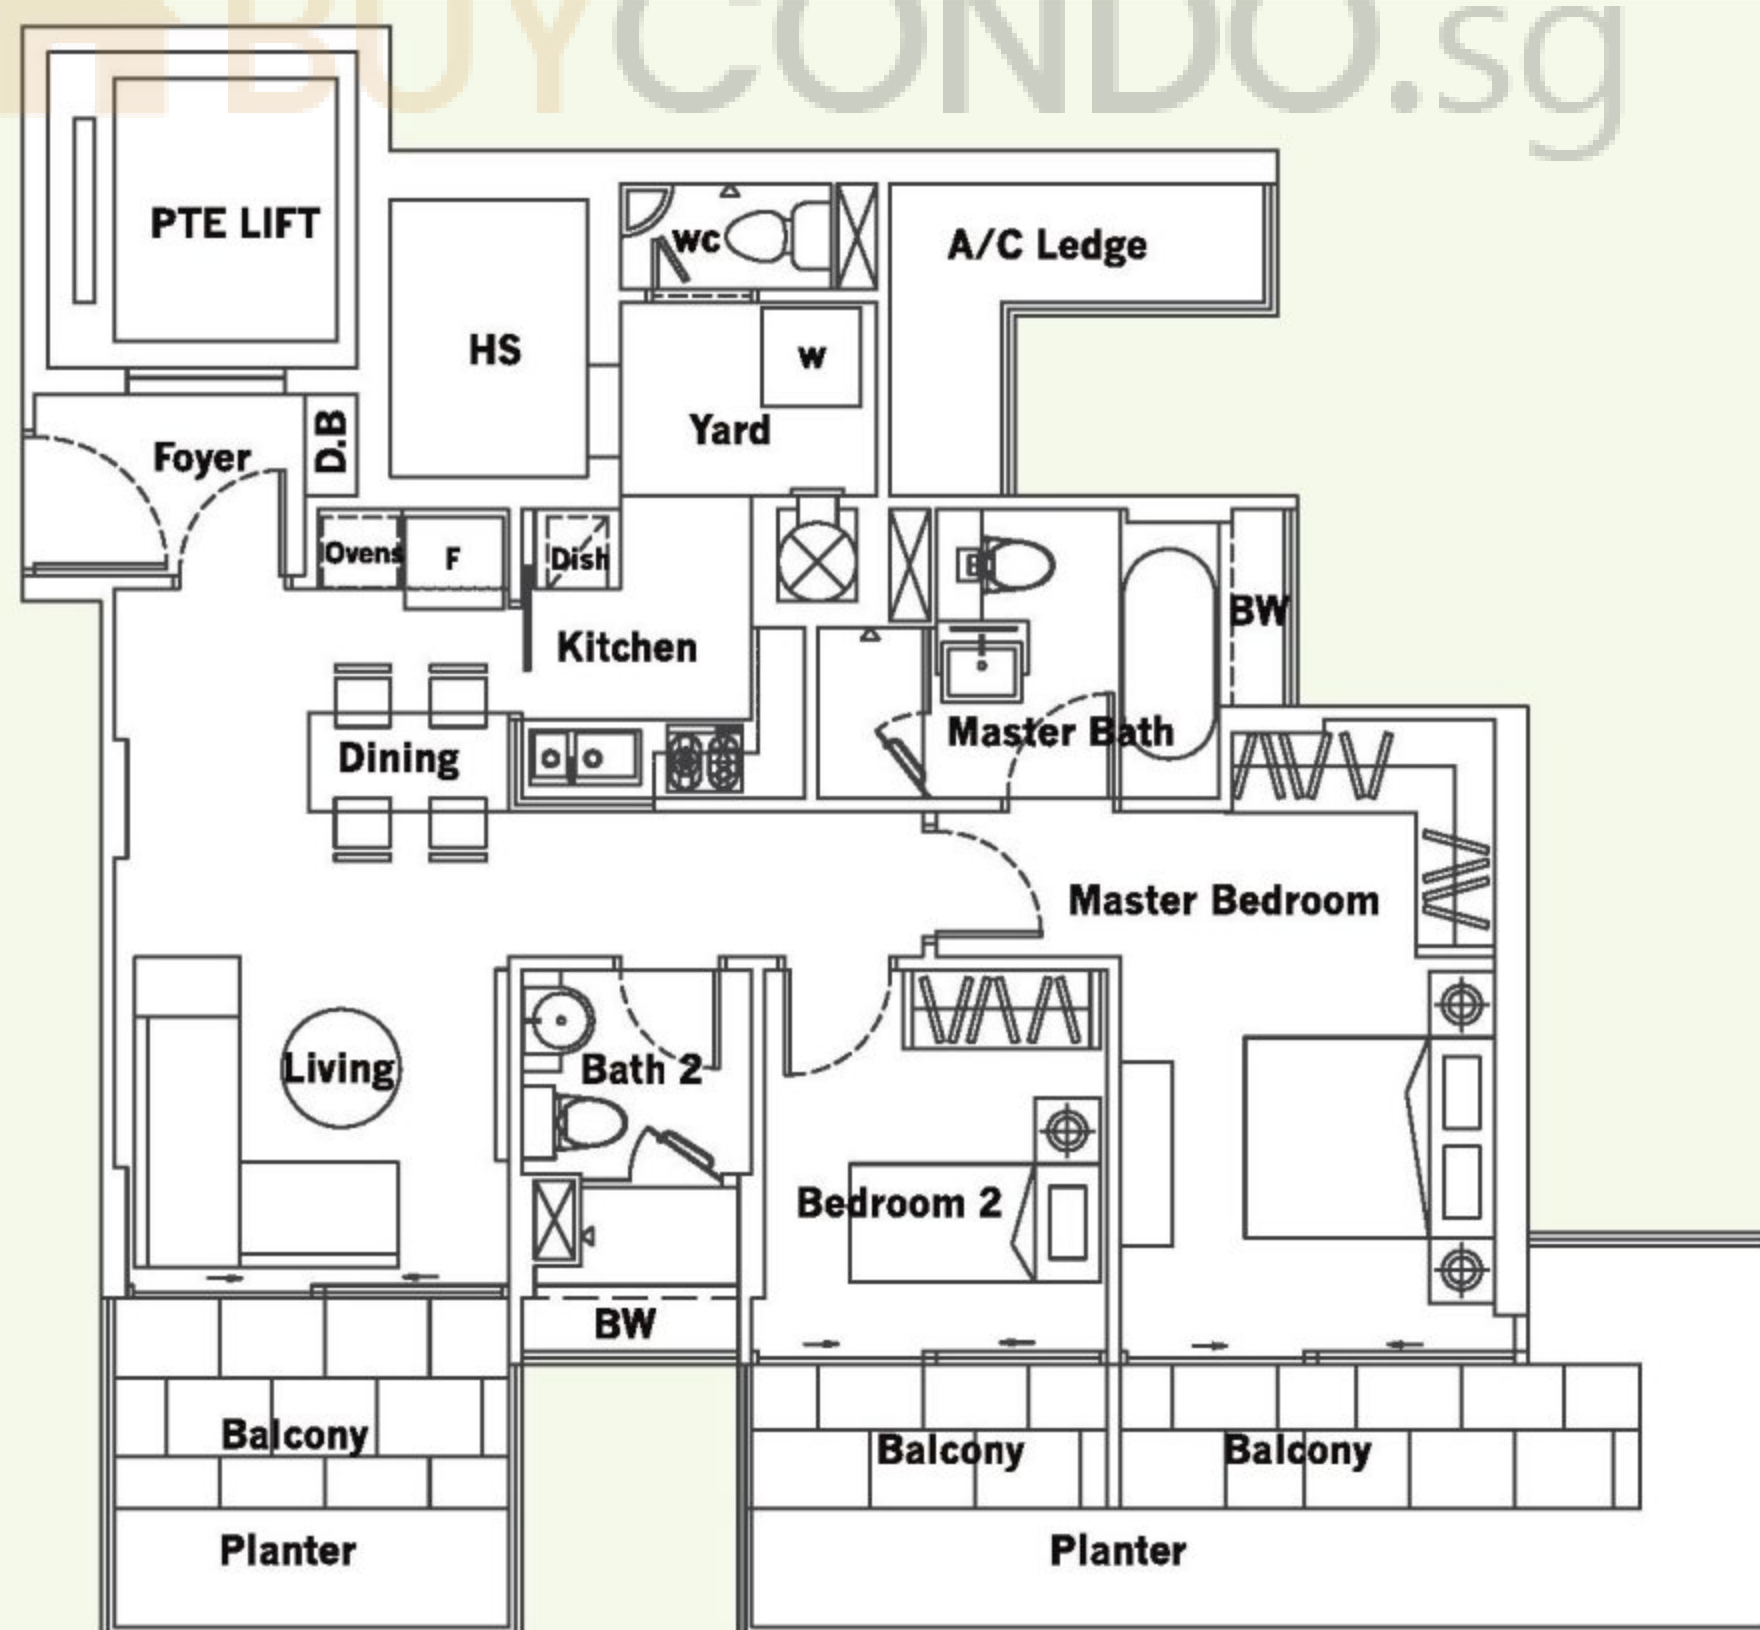 BUYCONDO.sg
PTE LIFT
wc
A/C Ledge
HS
W
Yard
D.B
Foyer
Ovens
F
Dish
BW
Kitchen
Master Bath
Dining
Master Bedroom
Living
Bath 2
Bedroom 2
BW
Balcony
Balcony
Balcony
Planter
Planter